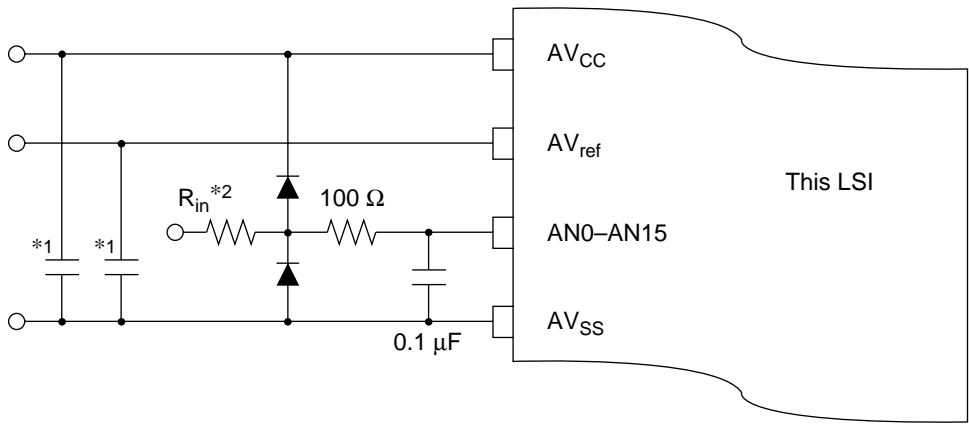 AVCC
AVref
This LSI
Rin*2
100 Ω
*1
*1
AN0–AN15
AVSS
0.1 μF